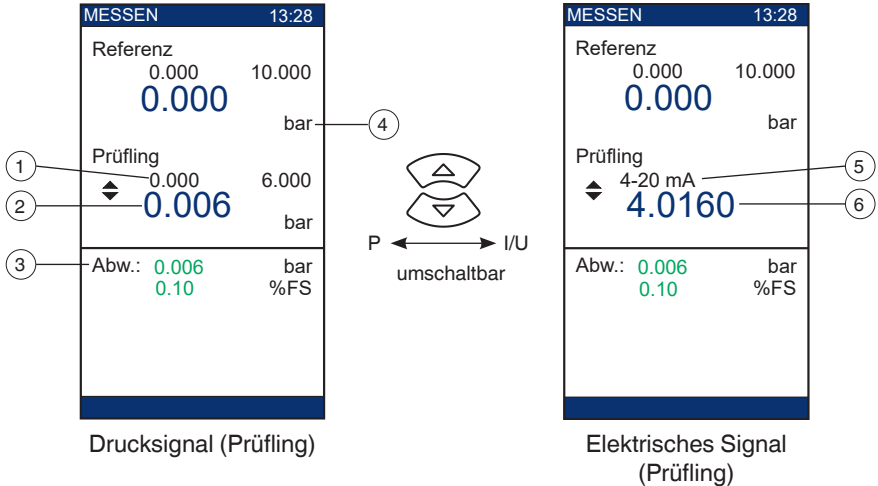 MESSEN 13:28
Referenz
0.000 10.000
0.000
bar
4
Prüfling
1
0.000 6.000
2
0.006
bar
3
Abw.: 0.006 bar
0.10 %FS
Drucksignal (Prüfling)
P I/U
umschaltbar
MESSEN 13:28
Referenz
0.000 10.000
0.000
bar
Prüfling
4-20 mA
5
4.0160
6
Abw.: 0.006 bar
0.10 %FS
Elektrisches Signal
(Prüfling)